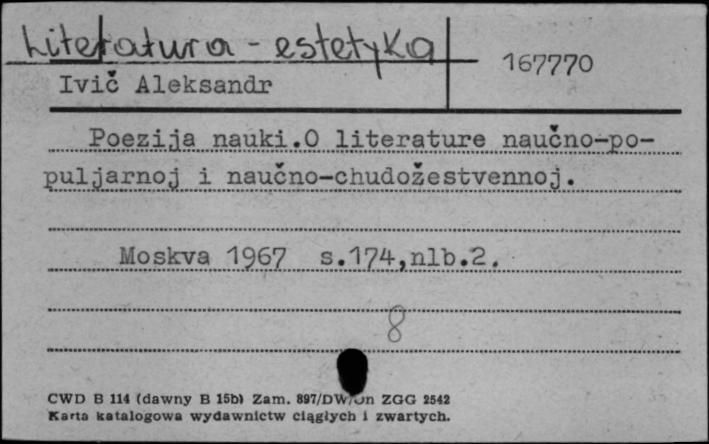 Literatura - estetyka
167770
Ivič Aleksandr
Poezija nauki.O literature naučno-po-
puljarnoj i naučno-chudožestvennoj.
Moskva 1967 s.174,nlb.2.
8
CWD B 114 (dawny B 15b) Zam. 897/DW/Jn ZGG 2542
Karta katalogowa wydawnictw ciągłych i zwartych.